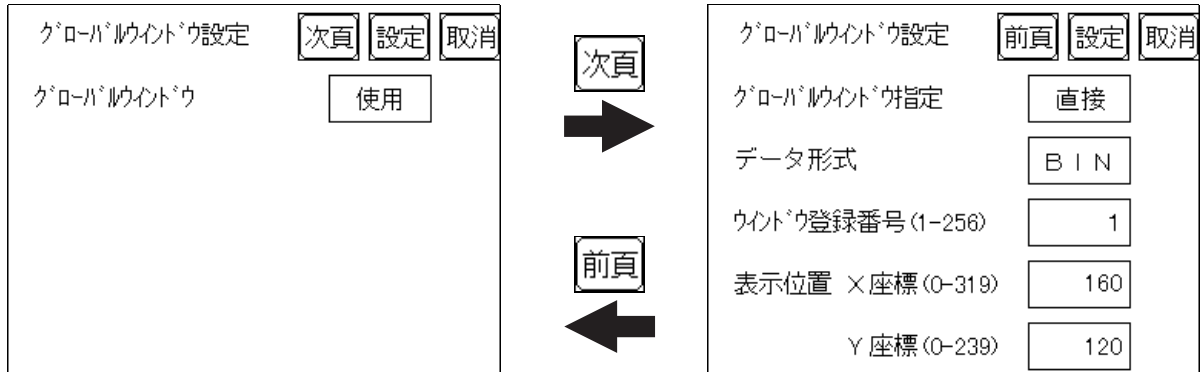 グローバルウインドウ設定 次頁 設定 取消
グローバルウインドウ 使用
次頁
前頁
グローバルウインドウ設定 前頁 設定 取消
グローバルウインドウ指定 直接
データ形式 BIN
ウインドウ登録番号(1-256) 1
表示位置 X座標(0-319) 160
Y座標(0-239) 120